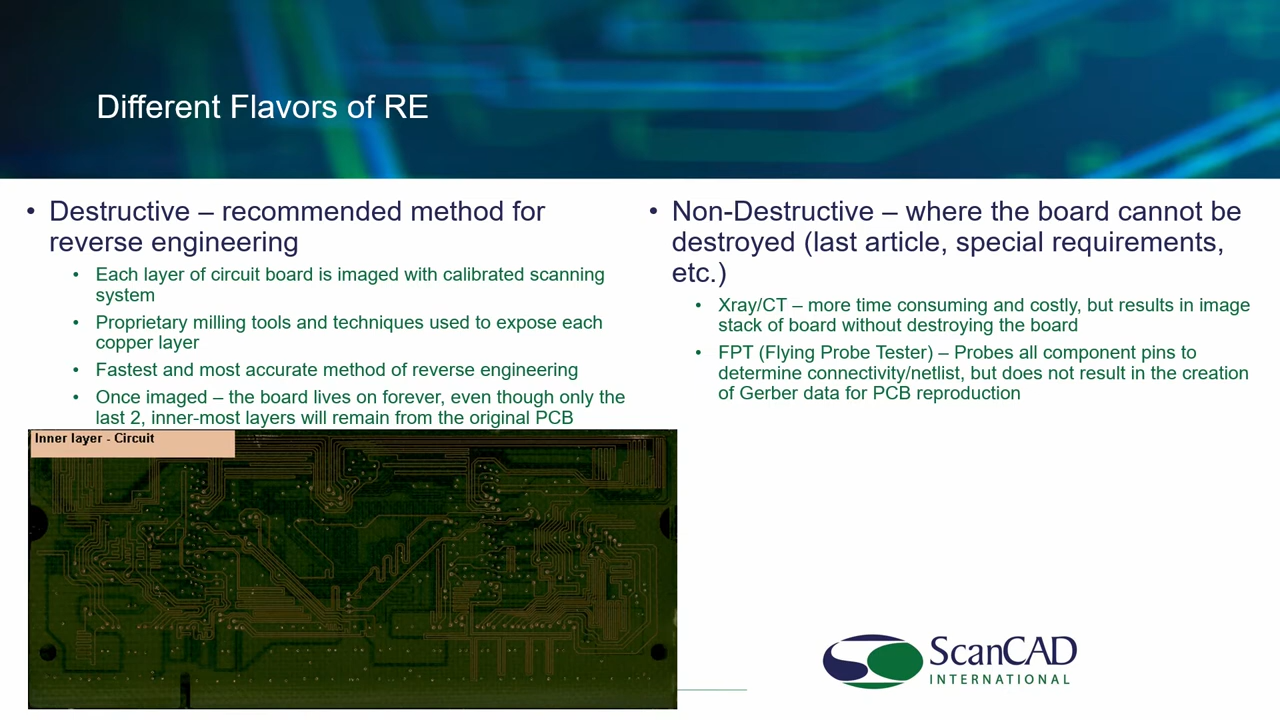 Different Flavors of RE
• Destructive – recommended method for
reverse engineering
• Each layer of circuit board is imaged with calibrated scanning
system
• Proprietary milling tools and techniques used to expose each
copper layer
• Fastest and most accurate method of reverse engineering
• Once imaged – the board lives on forever, even though only the
last 2, inner-most layers will remain from the original PCB
Inner layer - Circuit
• Non-Destructive – where the board cannot be
destroyed (last article, special requirements,
etc.)
• Xray/CT – more time consuming and costly, but results in image
stack of board without destroying the board
• FPT (Flying Probe Tester) – Probes all component pins to
determine connectivity/netlist, but does not result in the creation
of Gerber data for PCB reproduction
ScanCAD
INTERNATIONAL